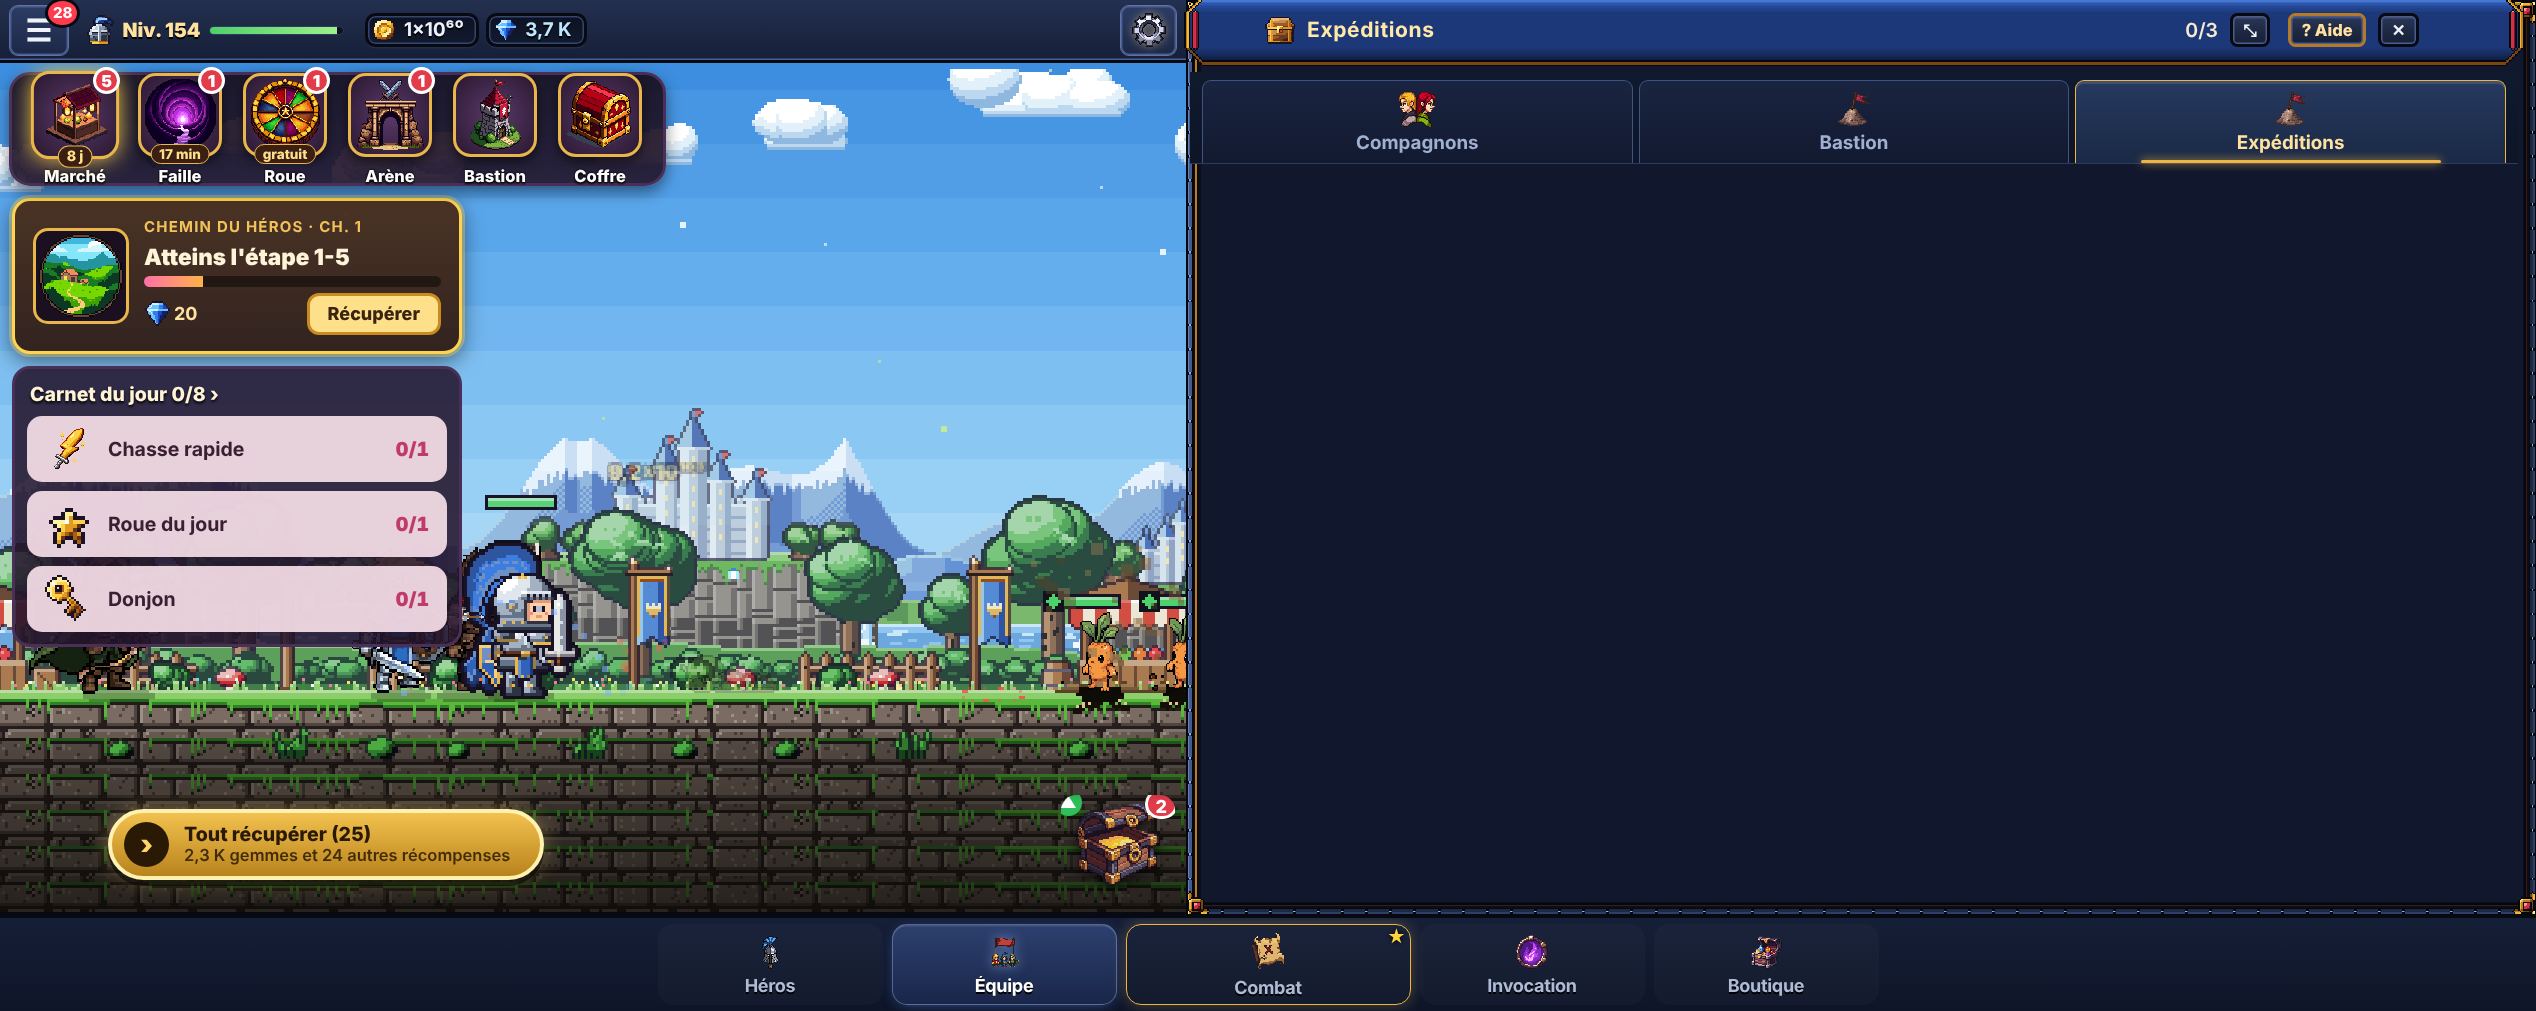 28
Niv. 154
1×10⁶⁰
3,7 K
Expéditions
0/3
? Aide
5
1
1
1
8 j
17 min
gratuit
Marché
Faille
Roue
Arène
Bastion
Coffre
Compagnons
Bastion
Expéditions
CHEMIN DU HÉROS · CH. 1
Atteins l'étape 1-5
20
Récupérer
Carnet du jour 0/8 ›
Chasse rapide
0/1
Roue du jour
0/1
Donjon
0/1
Tout récupérer (25)
2,3 K gemmes et 24 autres récompenses
2
Héros
Équipe
Combat
Invocation
Boutique